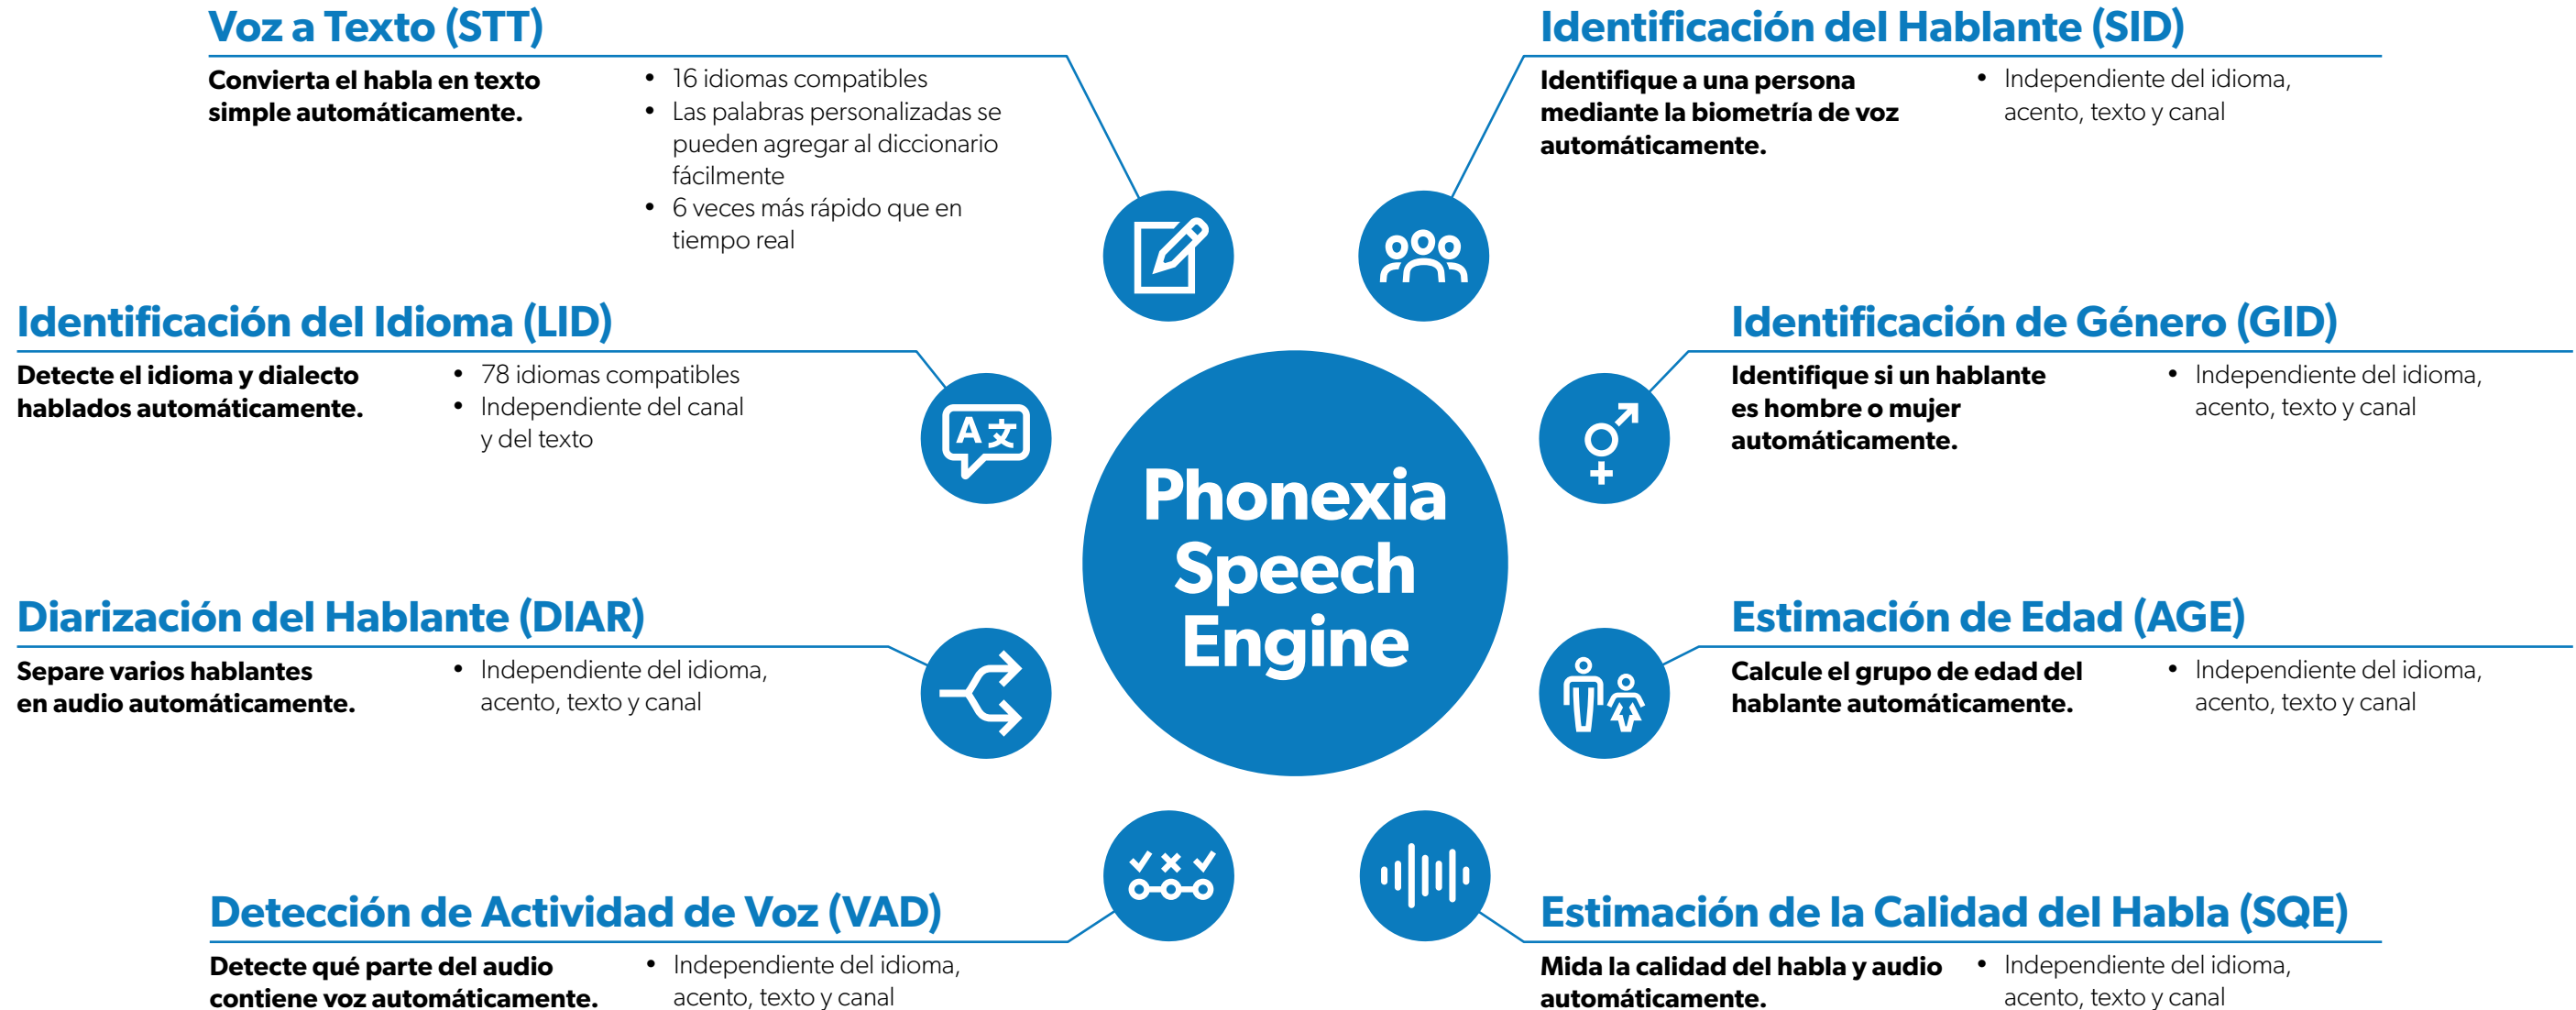 Voz a Texto (STT)
Convierta el habla en texto
simple automáticamente.
• 16 idiomas compatibles
• Las palabras personalizadas se
pueden agregar al diccionario
fácilmente
• 6 veces más rápido que en
tiempo real
Identificación del Hablante (SID)
Identifique a una persona
mediante la biometría de voz
automáticamente.
• Independiente del idioma,
acento, texto y canal
Identificación del Idioma (LID)
Detecte el idioma y dialecto
hablados automáticamente.
• 78 idiomas compatibles
• Independiente del canal
y del texto
A文
Identificación de Género (GID)
Identifique si un hablante
es hombre o mujer
automáticamente.
• Independiente del idioma,
acento, texto y canal
Phonexia
Speech
Engine
Diarización del Hablante (DIAR)
Separe varios hablantes
en audio automáticamente.
• Independiente del idioma,
acento, texto y canal
Estimación de Edad (AGE)
Calcule el grupo de edad del
hablante automáticamente.
• Independiente del idioma,
acento, texto y canal
Detección de Actividad de Voz (VAD)
Detecte qué parte del audio
contiene voz automáticamente.
• Independiente del idioma,
acento, texto y canal
Estimación de la Calidad del Habla (SQE)
Mida la calidad del habla y audio
automáticamente.
• Independiente del idioma,
acento, texto y canal